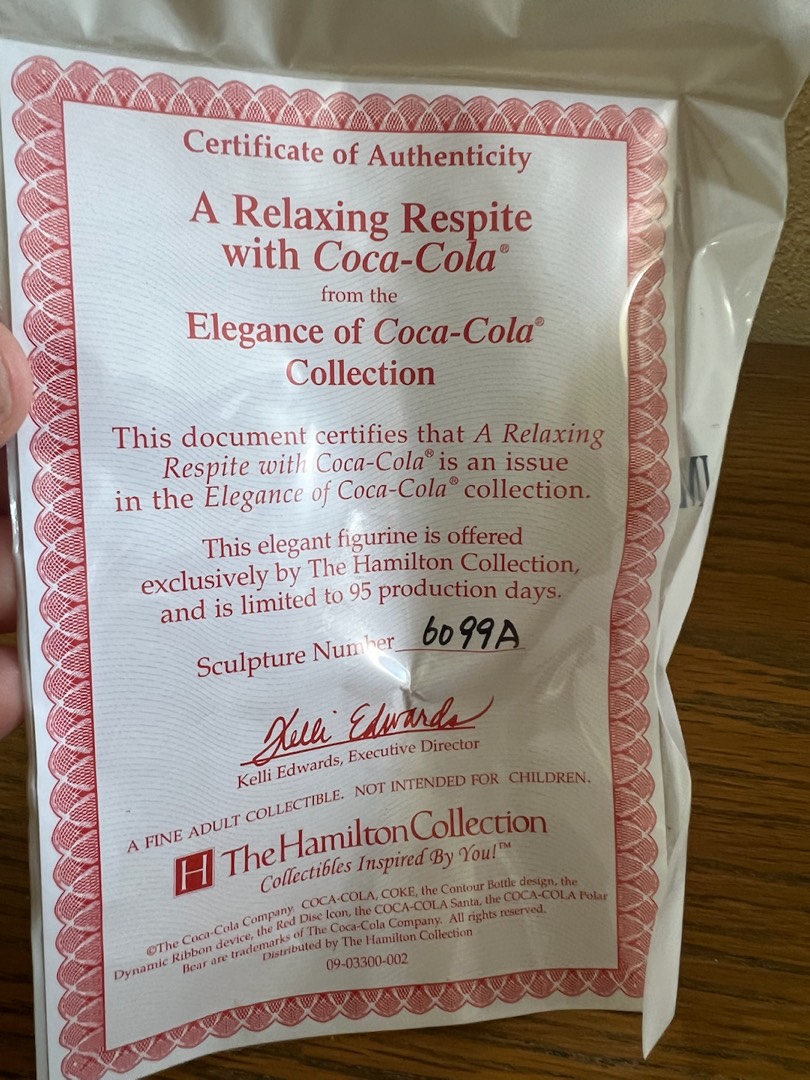 Certificate of Authenticity
A Relaxing Respite
with Coca-Cola®
from the
Elegance of Coca-Cola®
Collection
This document certifies that A Relaxing
Respite with Coca-Cola® is an issue
in the Elegance of Coca-Cola® collection.
This elegant figurine is offered
exclusively by The Hamilton Collection,
and is limited to 95 production days.
Sculpture Number 6099A
Kelli Edwards
Kelli Edwards, Executive Director
A FINE ADULT COLLECTIBLE. NOT INTENDED FOR CHILDREN.
H The Hamilton Collection
Collectibles Inspired By You!™
©The Coca-Cola Company. COCA-COLA, COKE, the Contour Bottle design, the
Dynamic Ribbon device, the Red Disc Icon, the COCA-COLA Santa, the COCA-COLA Polar
Bear are trademarks of The Coca-Cola Company. All rights reserved.
Distributed by The Hamilton Collection
09-03300-002